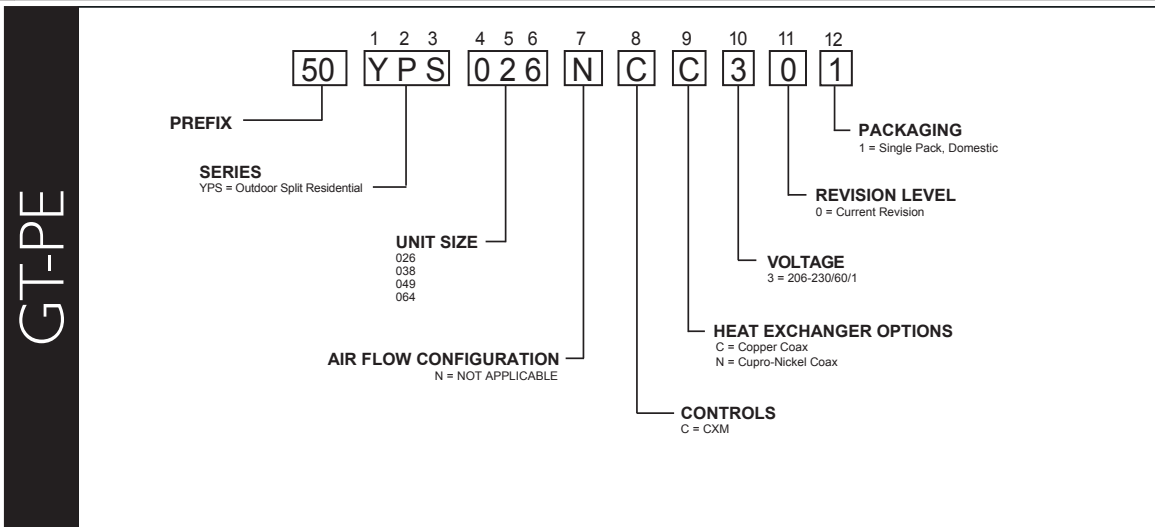 GT-PE
1 2 3 4 5 6 7 8 9 10 11 12
50 YPS 026 N C C 3 0 1
PREFIX
SERIES
YPS = Outdoor Split Residential
UNIT SIZE
026
038
049
064
AIR FLOW CONFIGURATION
N = NOT APPLICABLE
PACKAGING
1 = Single Pack, Domestic
REVISION LEVEL
0 = Current Revision
VOLTAGE
3 = 206-230/60/1
HEAT EXCHANGER OPTIONS
C = Copper Coax
N = Cupro-Nickel Coax
CONTROLS
C = CXM